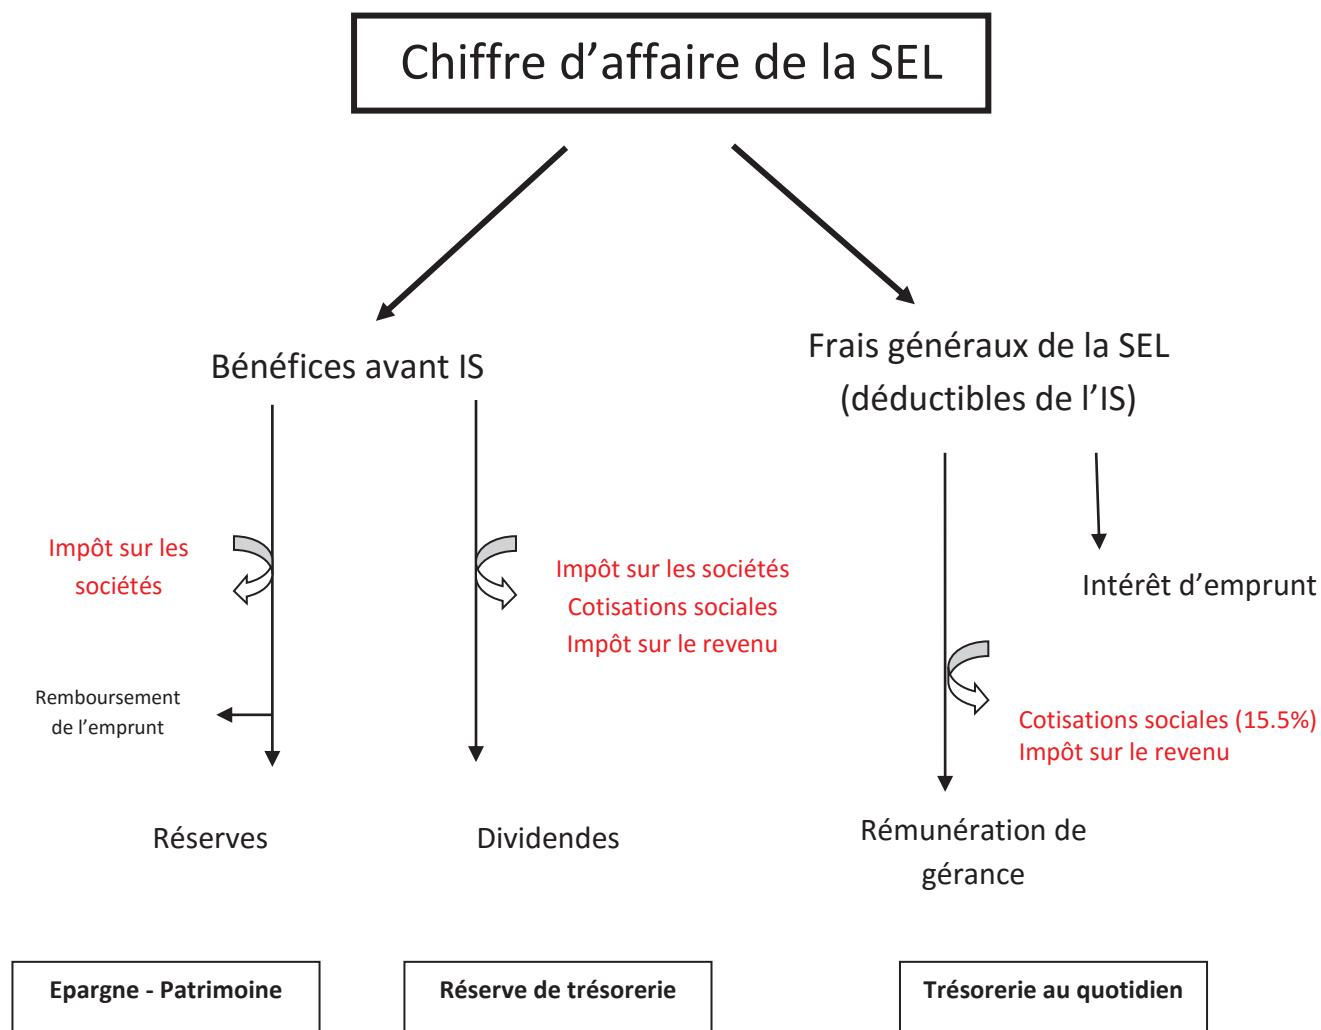 Chiffre d'affaire de la SEL
Bénéfices avant IS
Frais généraux de la SEL
(déductibles de l'IS)
Impôt sur les
sociétés
Impôt sur les sociétés
Cotisations sociales
Impôt sur le revenu
Intérêt d'emprunt
Remboursement
de l'emprunt
Cotisations sociales (15.5%)
Impôt sur le revenu
Réserves
Dividendes
Rémunération de
gérance
Epargne - Patrimoine
Réserve de trésorerie
Trésorerie au quotidien